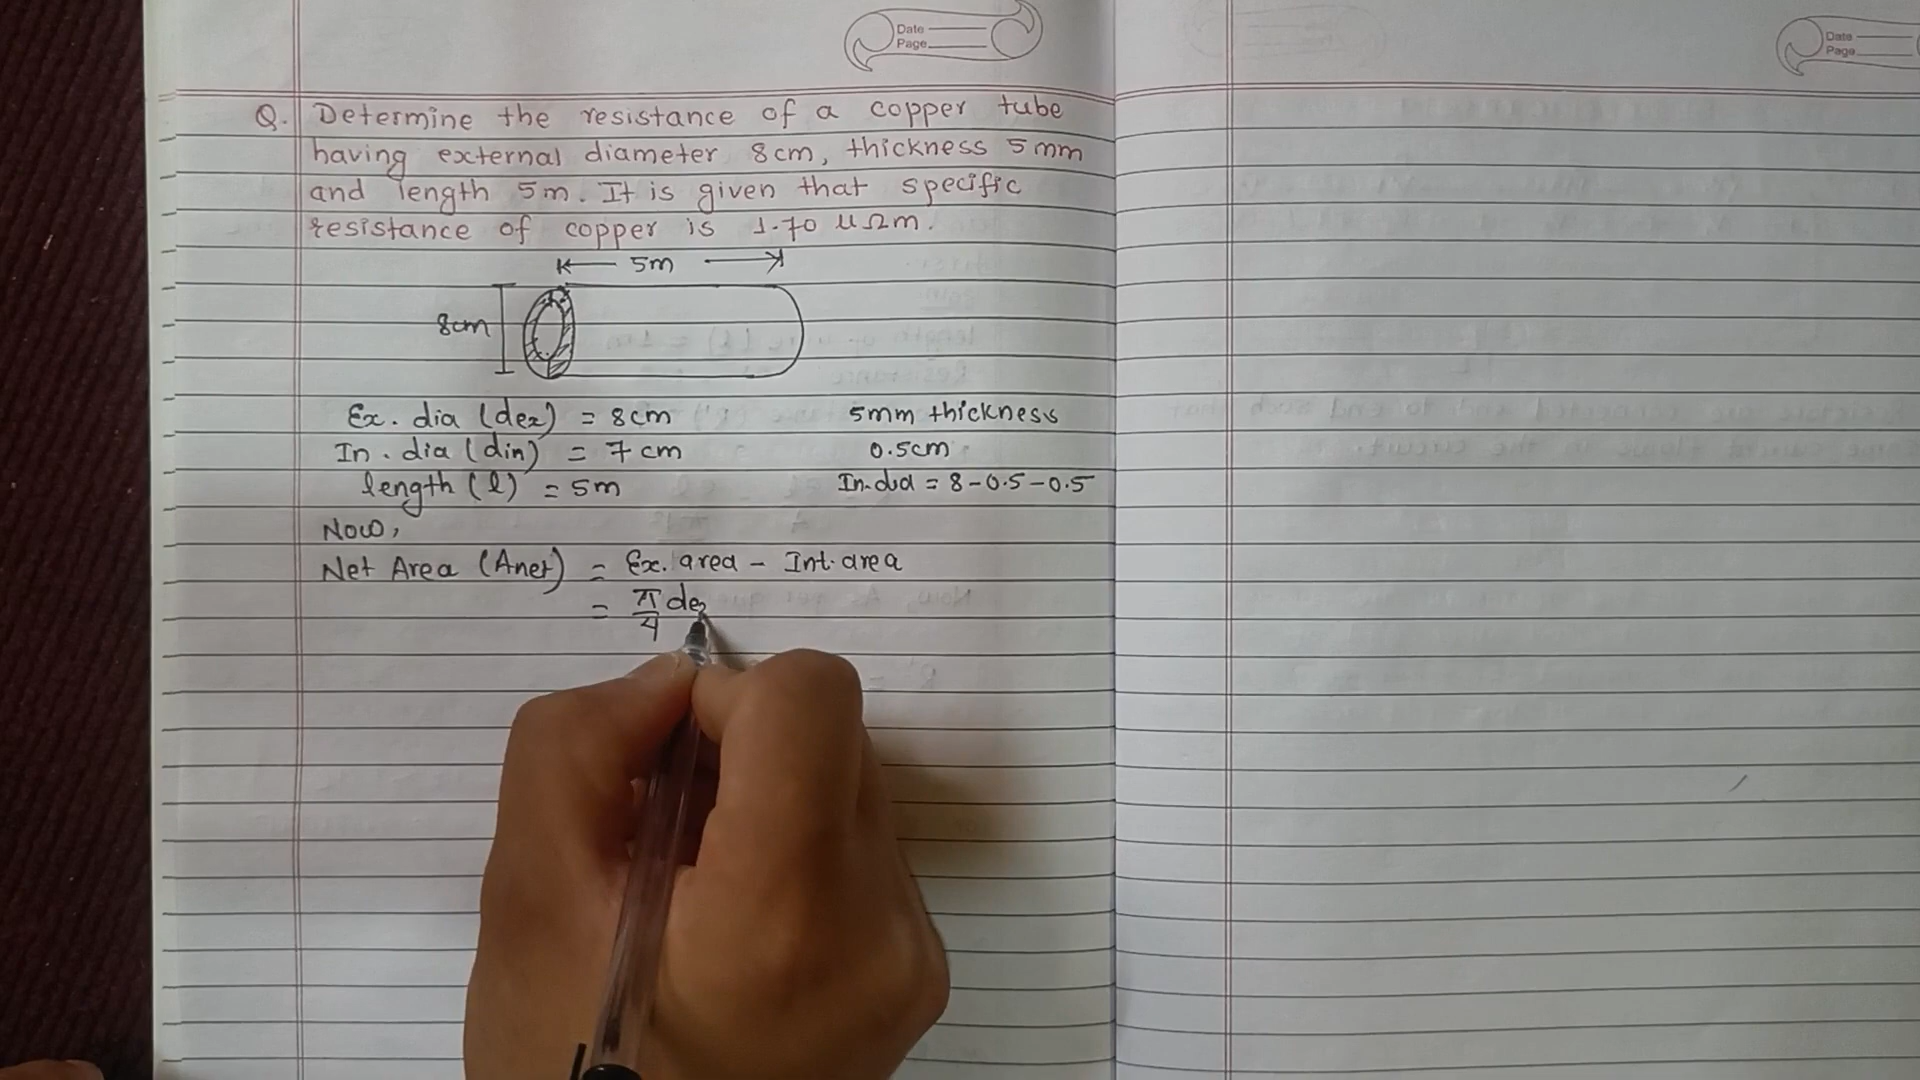 Date
Page
Date
Page
Q. Determine the resistance of a copper tube
having external diameter 8cm, thickness 5mm
and length 5m. It is given that specific
resistance of copper is 1.70 μΩm.
5m
8cm
Ex. dia (dex) = 8cm
5mm thickness
In. dia (din) = 7cm
0.5cm
length (l) = 5m
In.dia = 8-0.5-0.5
Now,
Net Area (Anet) = Ex. area - Int. area
= π/4 dex